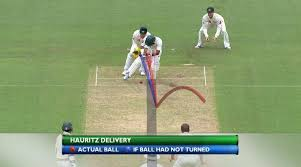 HAURITZ DELIVERY
ACTUAL BALL IF BALL HAD NOT TURNED